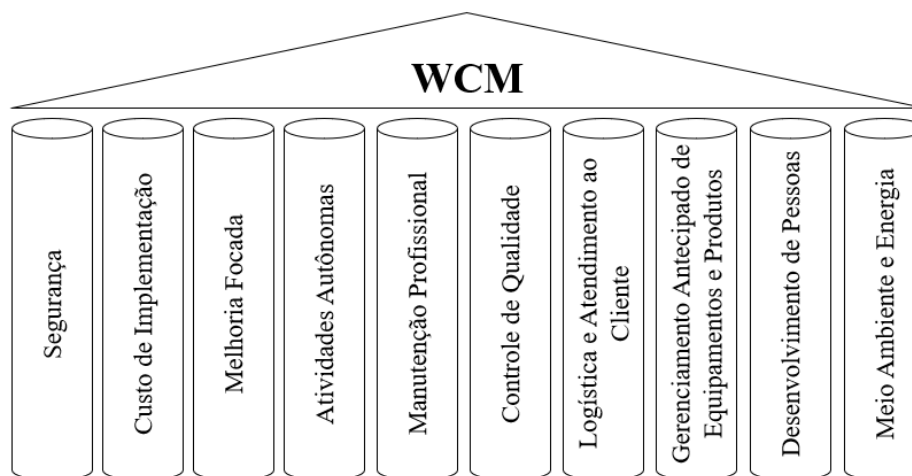 WCM
Segurança
Custo de Implementação
Melhoria Focada
Atividades Autônomas
Manutenção Profissional
Controle de Qualidade
Logística e Atendimento ao
Cliente
Gerenciamento Antecipado de
Equipamentos e Produtos
Desenvolvimento de Pessoas
Meio Ambiente e Energia